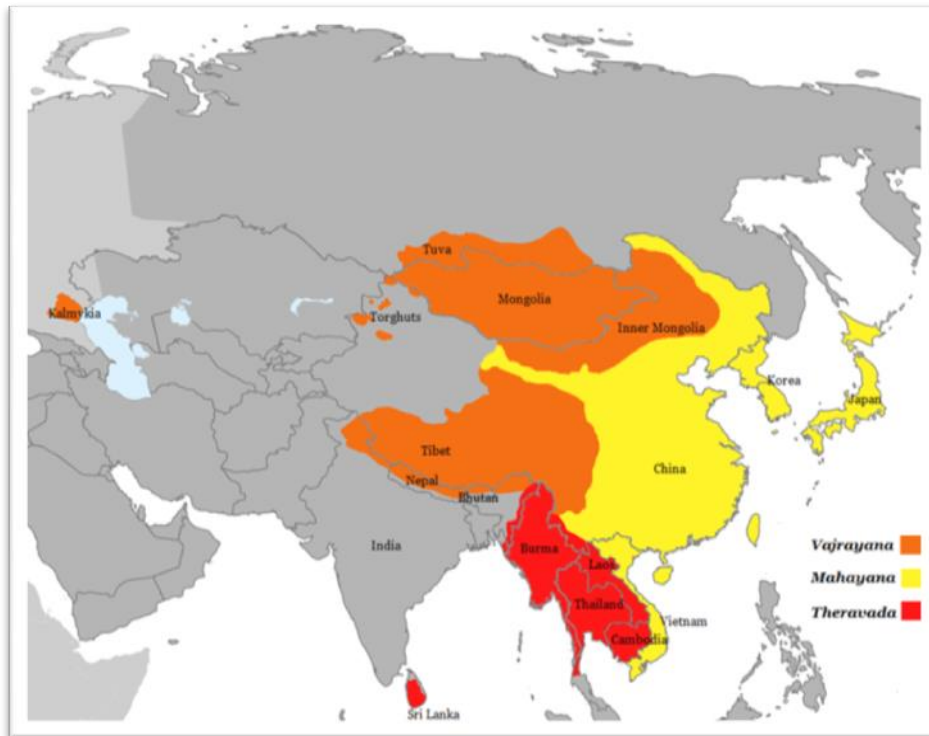 Tuva
Mongolia
Kalmykia
Torghuts
Inner Mongolia
Korea
Japan
Tibet
China
Nepal
Bhutan
India
Burma
Laos
Thailand
Vietnam
Cambodia
Sri Lanka
Vajrayana
Mahayana
Theravada